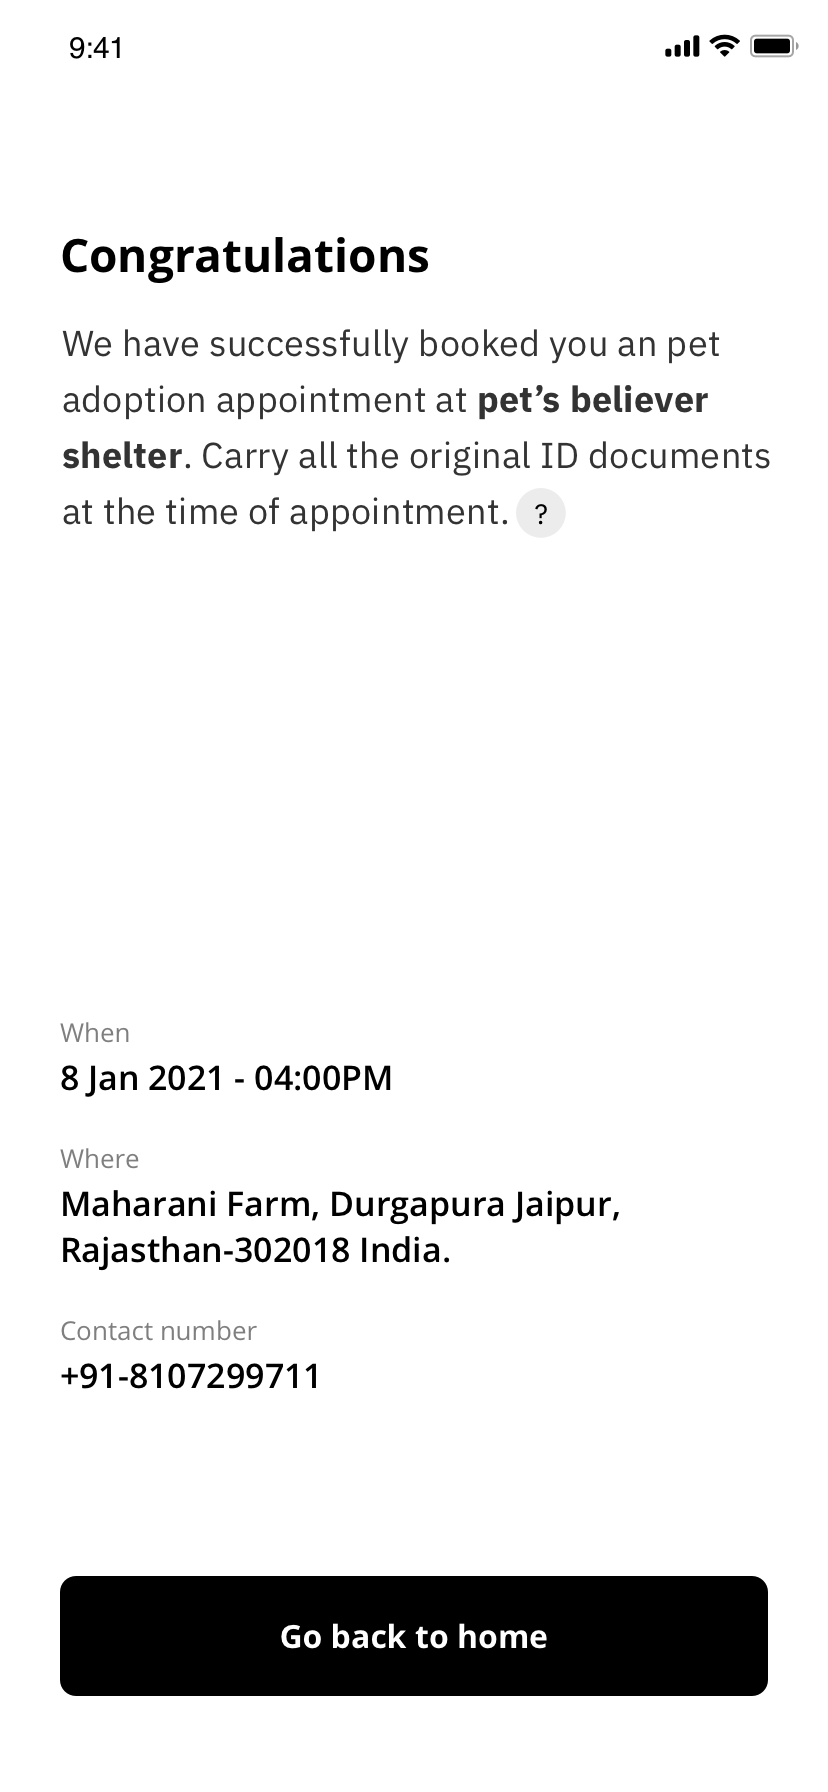 9:41
Congratulations
We have successfully booked you an pet
adoption appointment at pet’s believer
shelter. Carry all the original ID documents
at the time of appointment. ?
When
8 Jan 2021 - 04:00PM
Where
Maharani Farm, Durgapura Jaipur,
Rajasthan-302018 India.
Contact number
+91-8107299711
Go back to home